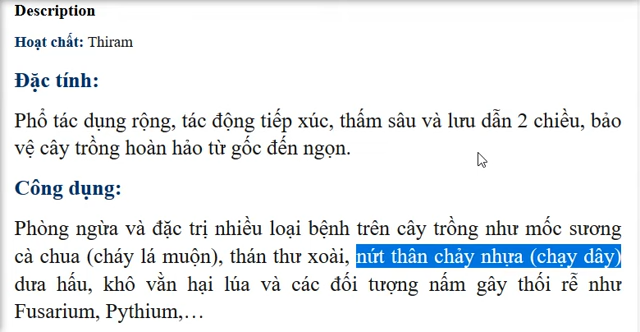 Description
Hoạt chất: Thiram
Đặc tính:
Phổ tác dụng rộng, tác động tiếp xúc, thấm sâu và lưu dẫn 2 chiều, bảo
vệ cây trồng hoàn hảo từ gốc đến ngọn.
Công dụng:
Phòng ngừa và đặc trị nhiều loại bệnh trên cây trồng như mốc sương
cà chua (cháy lá muộn), thán thư xoài, nứt thân chảy nhựa (chạy dây)
dưa hấu, khô vằn hại lúa và các đối tượng nấm gây thối rễ như
Fusarium, Pythium,…